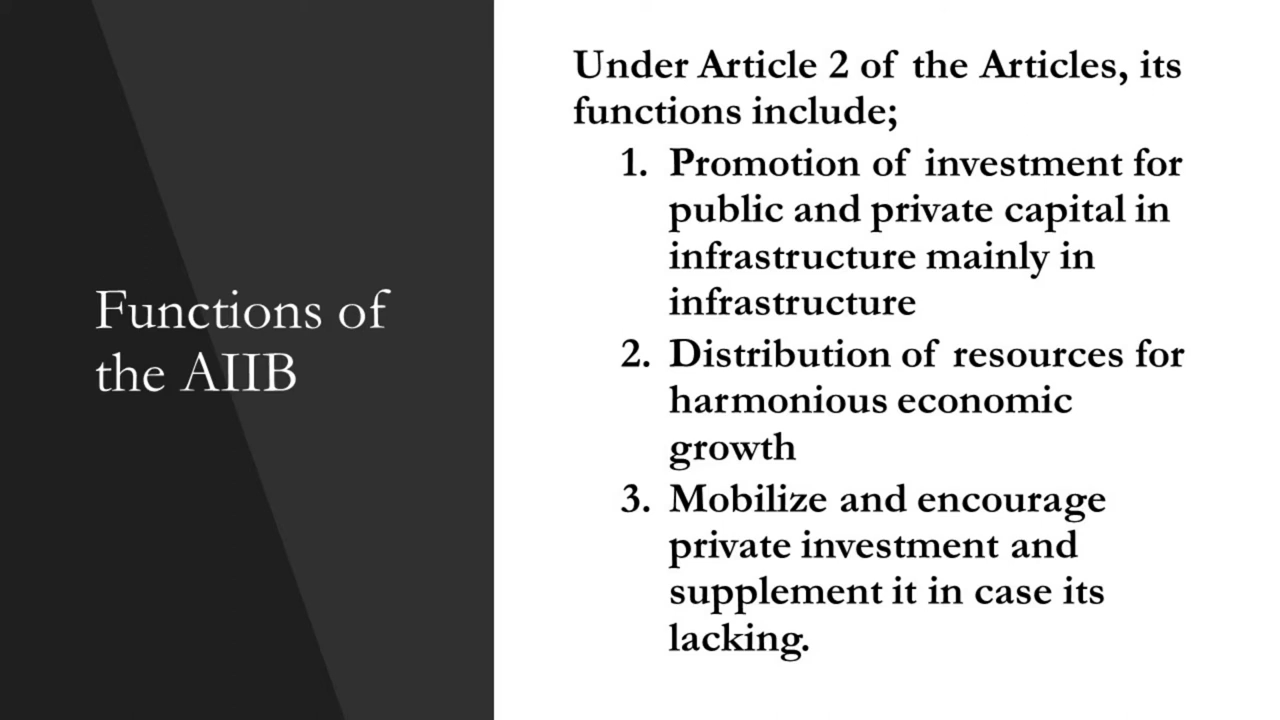 Functions of
the AIIB
Under Article 2 of the Articles, its
functions include;
1. Promotion of investment for
public and private capital in
infrastructure mainly in
infrastructure
2. Distribution of resources for
harmonious economic
growth
3. Mobilize and encourage
private investment and
supplement it in case its
lacking.